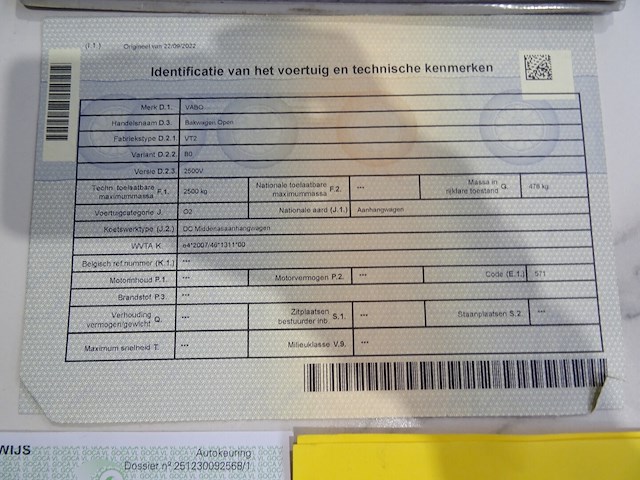 (I.1.) Origineel van 22/09/2022
Identificatie van het voertuig en technische kenmerken
Merk D.1. VABO
Handelsnaam D.3. Bakwagen Open
Fabriekstype D.2.1. VT2
Variant D.2.2. B0
Versie D.2.3. 2500V
Techn. toelaatbare maximummassa F.1. 2500 kg Nationale toelaatbare maximummassa F.2. *** Massa in rijklare toestand G. 476 kg
Voertuigcategorie J. O2 Nationale aard (J.1.) Aanhangwagen
Koetswerktype (J.2.) DC Middenasaanhangwagen
WVTA K. e4*2007/46*1311*00
Belgisch ref.nummer (K.1.) ***
Motorinhoud P.1. *** Motorvermogen P.2. *** Code (E.1.) 571
Brandstof P.3. ***
Verhouding vermogen/gewicht Q. *** Zitplaatsen bestuurder inb. S.1. *** Staanplaatsen S.2. ***
Maximum snelheid T. *** Milieuklasse V.9. ***
WIJS
Autokeuring
Dossier n° 251230092568/1